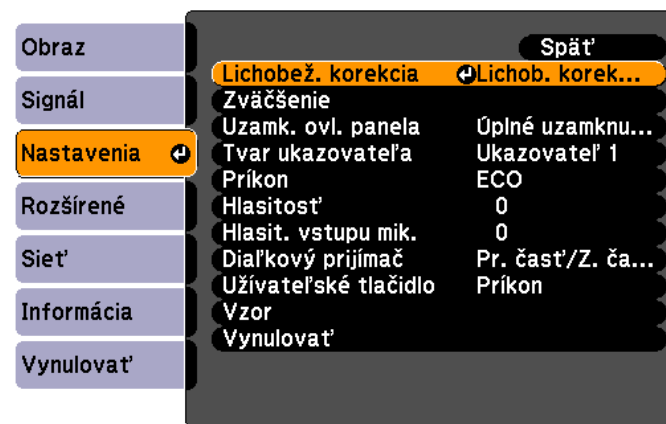 Obraz
Signál
Nastavenia
Rozšírené
Sieť
Informácia
Vynulovať
Späť
Lichobež. korekcia Lichob. korek...
Zväčšenie
Uzamk. ovl. panela Úplné uzamknu...
Tvar ukazovateľa Ukazovateľ 1
Príkon ECO
Hlasitosť 0
Hlasit. vstupu mik. 0
Diaľkový prijímač Pr. časť/Z. ča...
Užívateľské tlačidlo Príkon
Vzor
Vynulovať